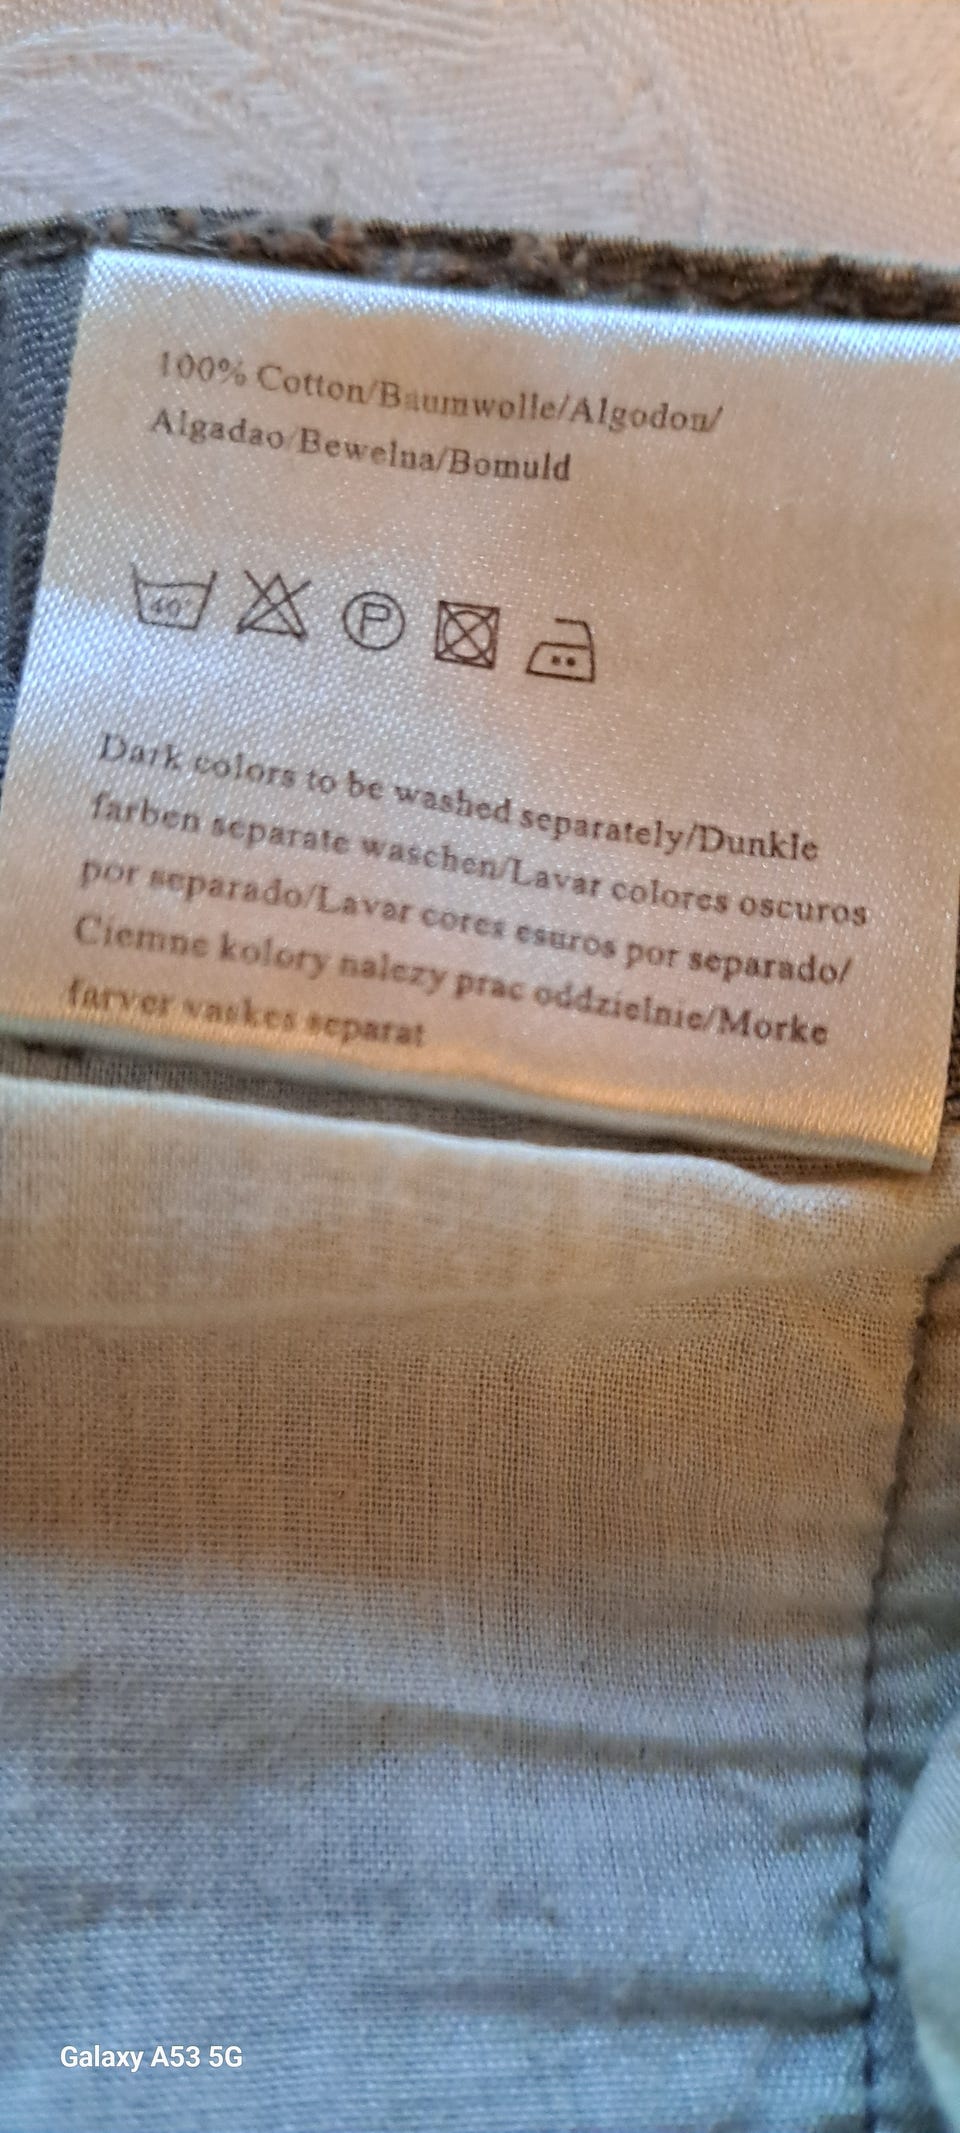 100% Cotton/Baumwolle/Algodon/
Algadao/Bewelna/Bomuld
40°
P
Dark colors to be washed separately/Dunkle
farben separate waschen/Lavar colores oscuros
por separado/Lavar cores esuros por separado/
Ciemne kolory nalezy prac oddzielnie/Morke
farver vaskes separat
Galaxy A53 5G